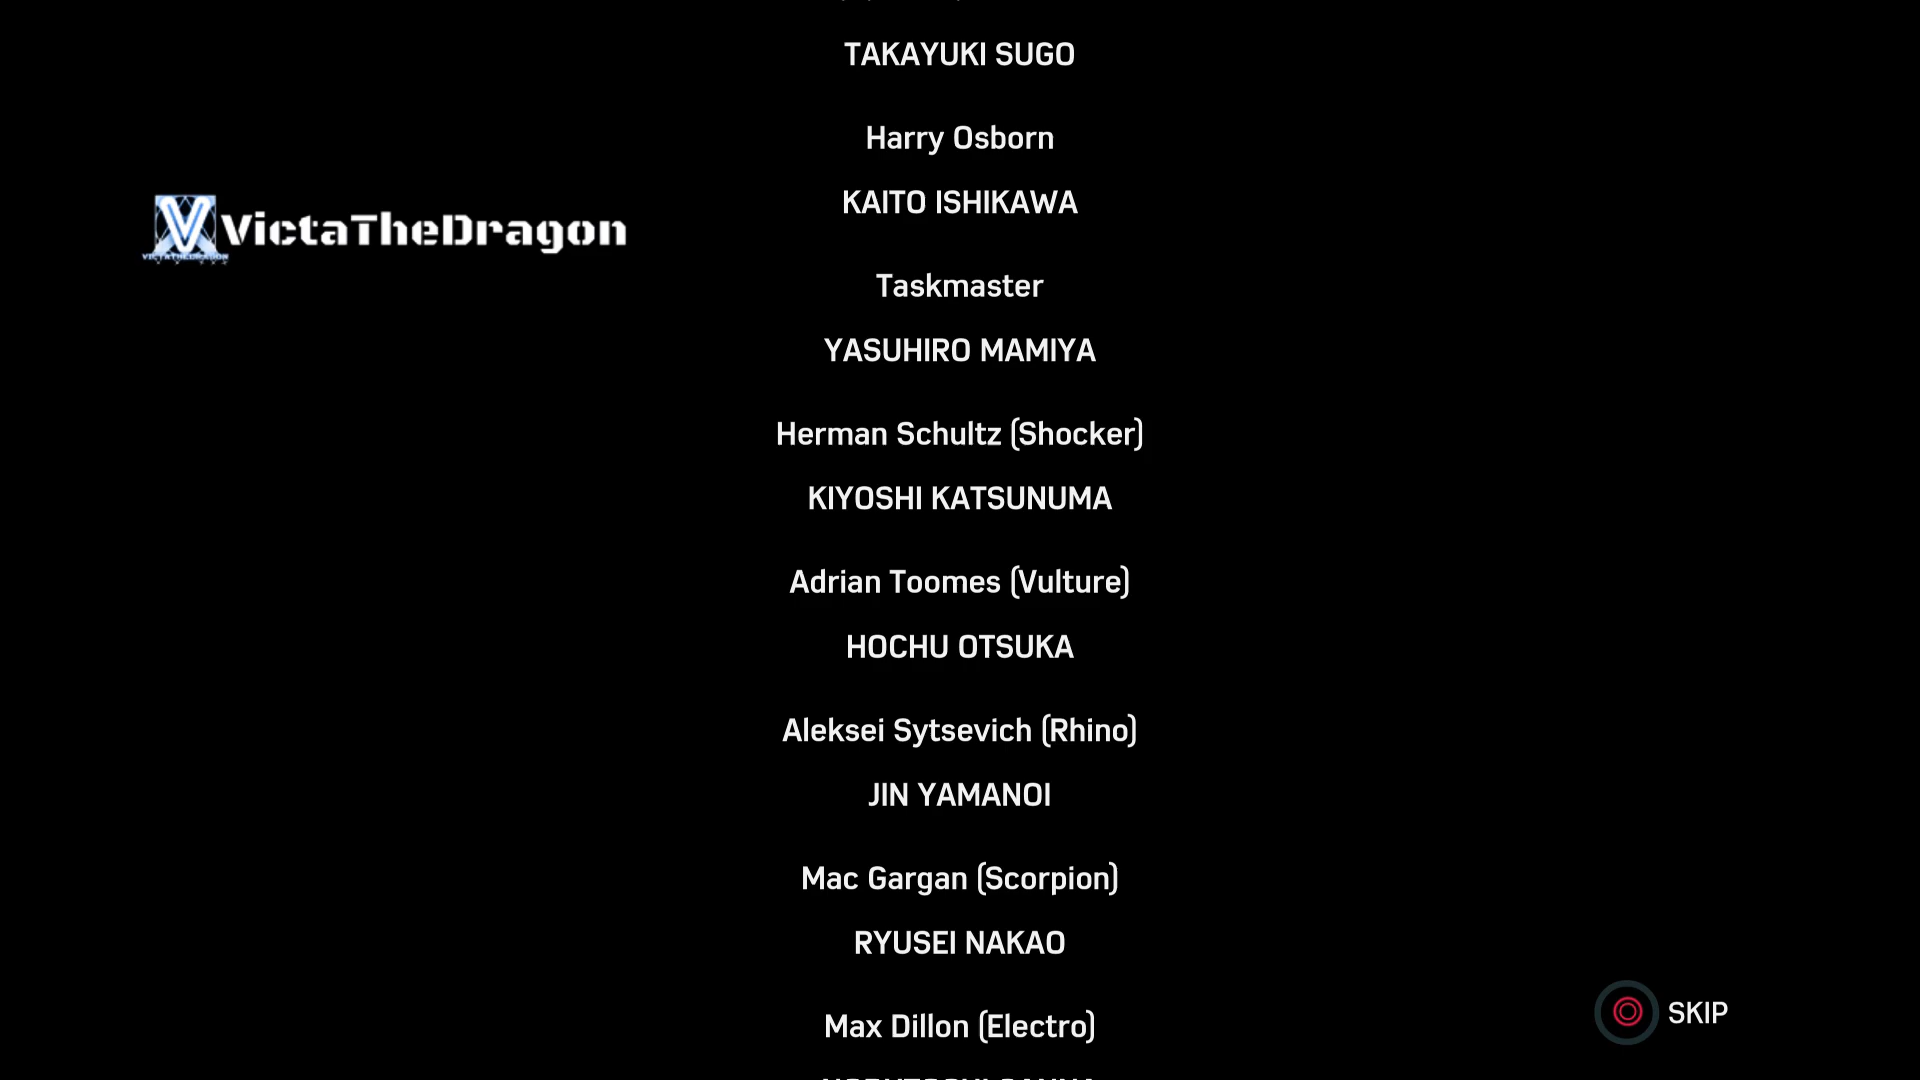 TAKAYUKI SUGO
Harry Osborn
KAITO ISHIKAWA
VictaTheDragon
VICTATHEDRAGON
Taskmaster
YASUHIRO MAMIYA
Herman Schultz (Shocker)
KIYOSHI KATSUNUMA
Adrian Toomes (Vulture)
HOCHU OTSUKA
Aleksei Sytsevich (Rhino)
JIN YAMANOI
Mac Gargan (Scorpion)
RYUSEI NAKAO
Max Dillon (Electro)
SKIP